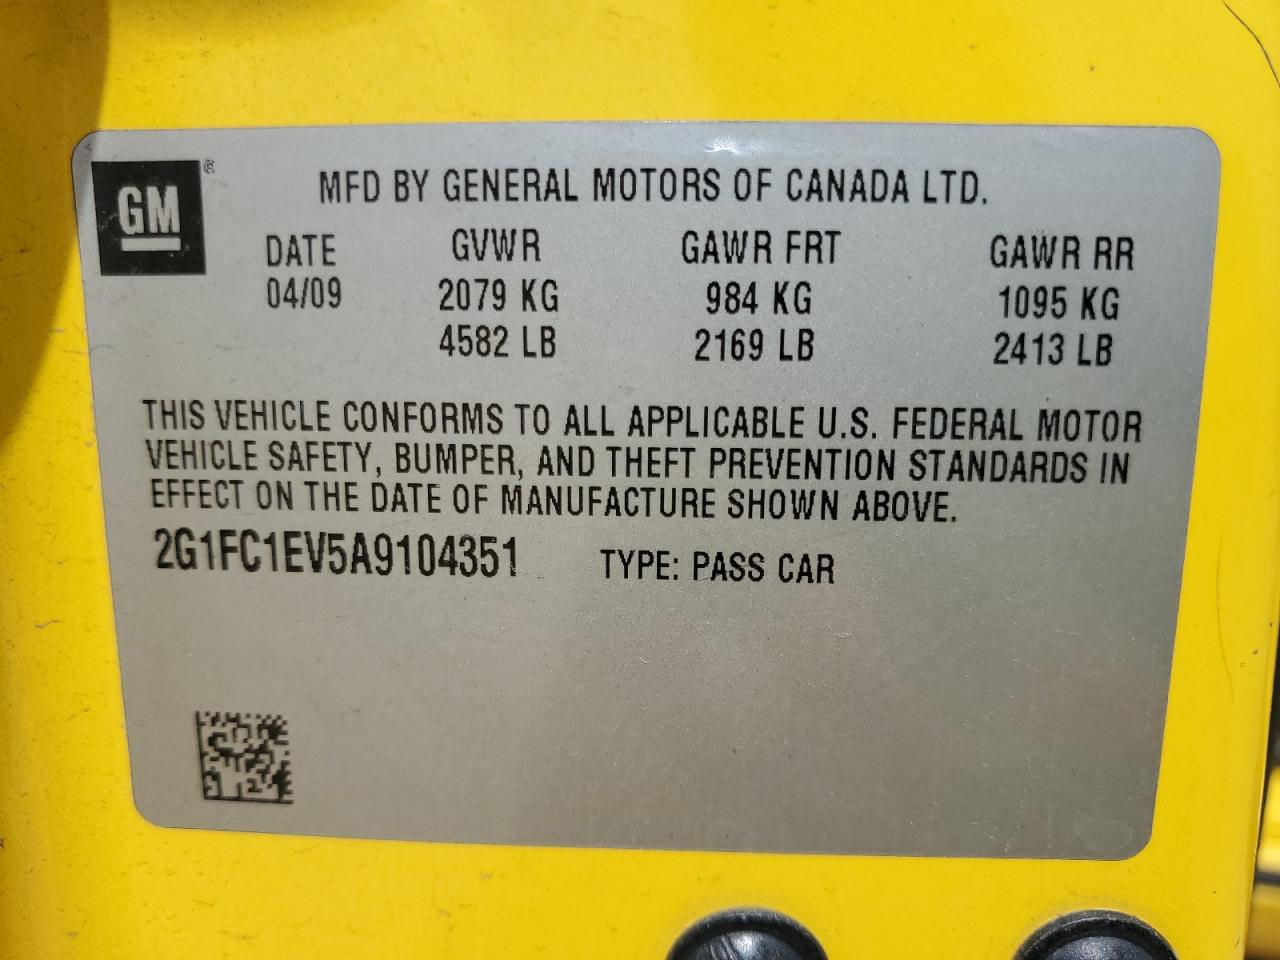 GM ®
MFD BY GENERAL MOTORS OF CANADA LTD.
DATE GVWR GAWR FRT GAWR RR
04/09 2079 KG 984 KG 1095 KG
4582 LB 2169 LB 2413 LB
THIS VEHICLE CONFORMS TO ALL APPLICABLE U.S. FEDERAL MOTOR
VEHICLE SAFETY, BUMPER, AND THEFT PREVENTION STANDARDS IN
EFFECT ON THE DATE OF MANUFACTURE SHOWN ABOVE.
2G1FC1EV5A9104351 TYPE: PASS CAR